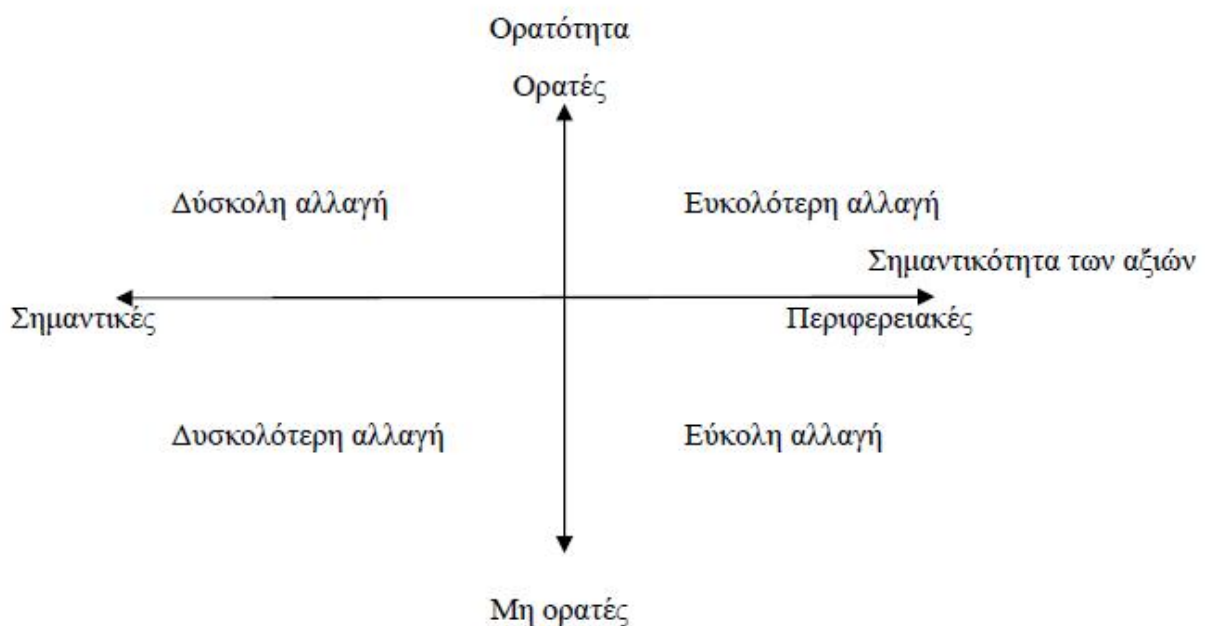 Ορατότητα
Ορατές
Δύσκολη αλλαγή Ευκολότερη αλλαγή
Σημαντικότητα των αξιών
Σημαντικές Περιφερειακές
Δυσκολότερη αλλαγή Εύκολη αλλαγή
Μη ορατές